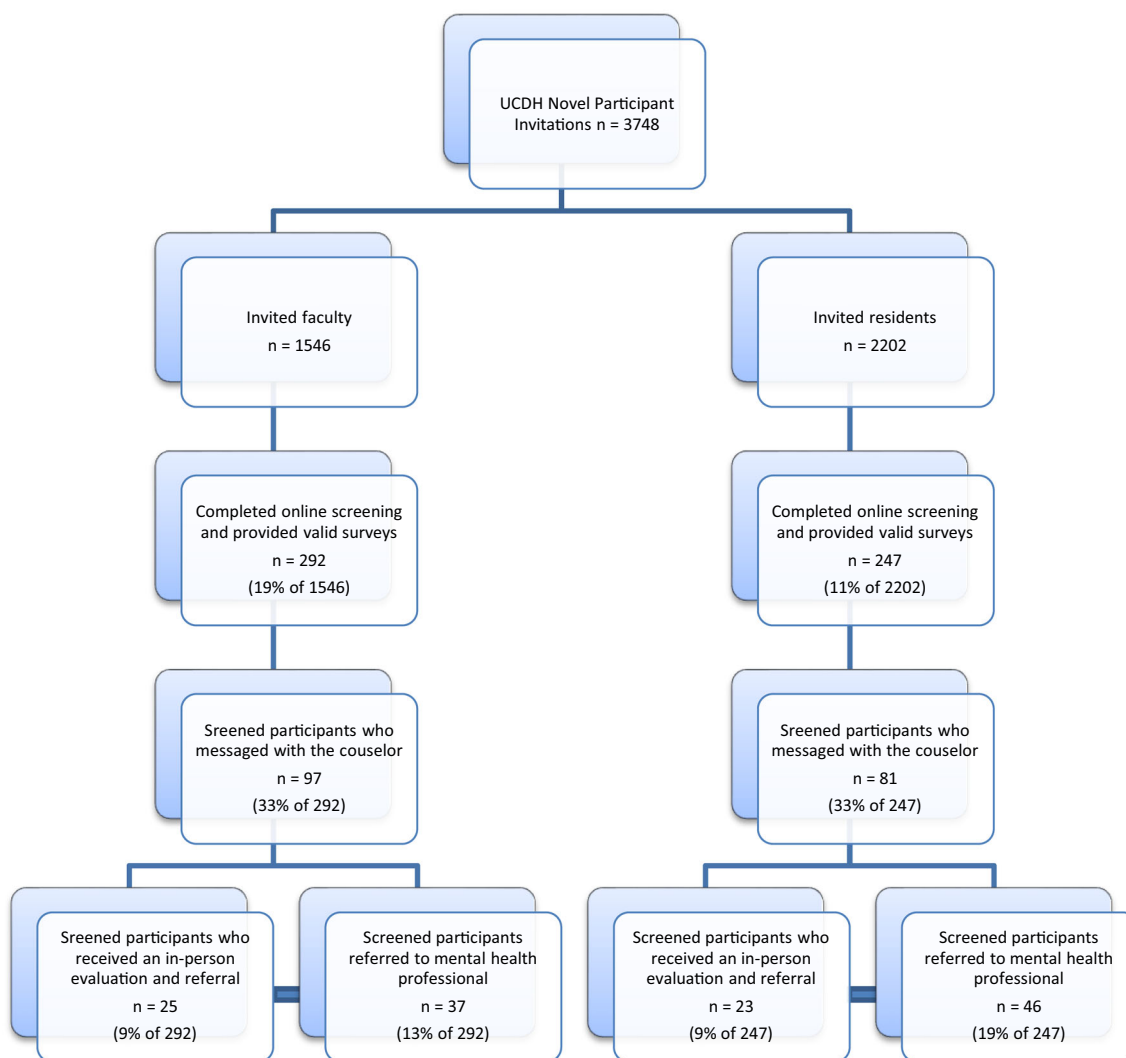 UCDH Novel Participant
Invitations n = 3748
Invited faculty
n = 1546
Invited residents
n = 2202
Completed online screening
and provided valid surveys
n = 292
(19% of 1546)
Completed online screening
and provided valid surveys
n = 247
(11% of 2202)
Sreened participants who
messaged with the couselor
n = 97
(33% of 292)
Sreened participants who
messaged with the couselor
n = 81
(33% of 247)
Sreened participants who
received an in-person
evaluation and referral
n = 25
(9% of 292)
Screened participants
referred to mental health
professional
n = 37
(13% of 292)
Screened participants who
received an in-person
evaluation and referral
n = 23
(9% of 247)
Screened participants
referred to mental health
professional
n = 46
(19% of 247)